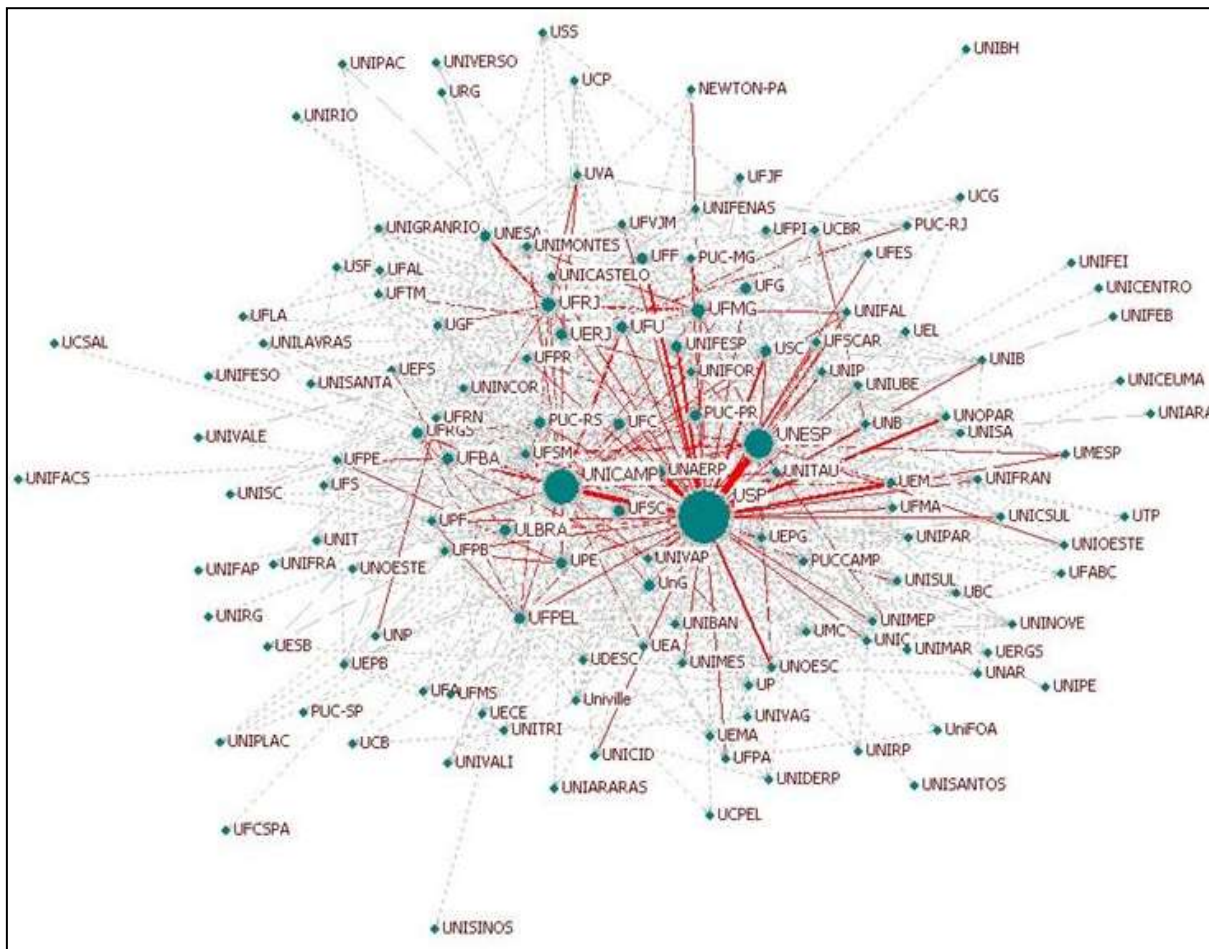 USS
UNIBH
UNIPAC
UNIVERSO
UCP
URG
NEWTON-PA
UNIRIO
UVA
UFJF
UCG
UNIFENAS
UNIGRANRIO
UNESA
UFVJM
UFPI
UCBR
PUC-RJ
UNIMONTES
UFF
PUC-MG
UFES
USF
UFAL
UNICASTELO
UFG
UNIFEI
UFTM
UFRJ
UFMG
UNICENTRO
UFLA
UGF
UERJ
UFU
UNIFAL
UNIFEB
UCSAL
UNILAVRAS
UFPR
UNIFESP
USC
UFSCAR
UEL
UNIFESO
UNISANTA
UEFS
UNINCOR
UNIFOR
UNIP
UNIUBE
UNIB
UNICEUMA
UFRN
PUC-RS
UFC
PUC-PR
UNOPAR
UNIARA
UNIVALE
UFRGS
UNESP
UNB
UNISA
UFPE
UFBA
UFSM
UMESP
UNIFACS
UNISC
UFS
UNICAMP
UNAERP
USP
UNITAU
UEM
UNIFRAN
UPF
ULBRA
UFSC
UFMA
UNICSUL
UTP
UNIT
UFPB
UEPG
UNIPAR
UNIOESTE
UNIFAP
UNIFRA
UNOESTE
UPE
UNIVAP
PUCCAMP
UFABC
UnG
UNISUL
UBC
UNIRG
UFPEL
UNIBAN
UMC
UNIMEP
UNINOVE
UESB
UNP
UEA
UNIC
UNIMAR
UERGS
UEPB
UDESC
UNIMES
UNOESC
UNAR
UNIPE
UFA
UFMS
Univille
UP
PUC-SP
UECE
UNIVAG
UNIPLAC
UCB
UNITRI
UEMA
UniFOA
UNIVALI
UNICID
UFPA
UNIRP
UNIARARAS
UNIDERP
UNISANTOS
UCPEL
UFCSPA
UNISINOS